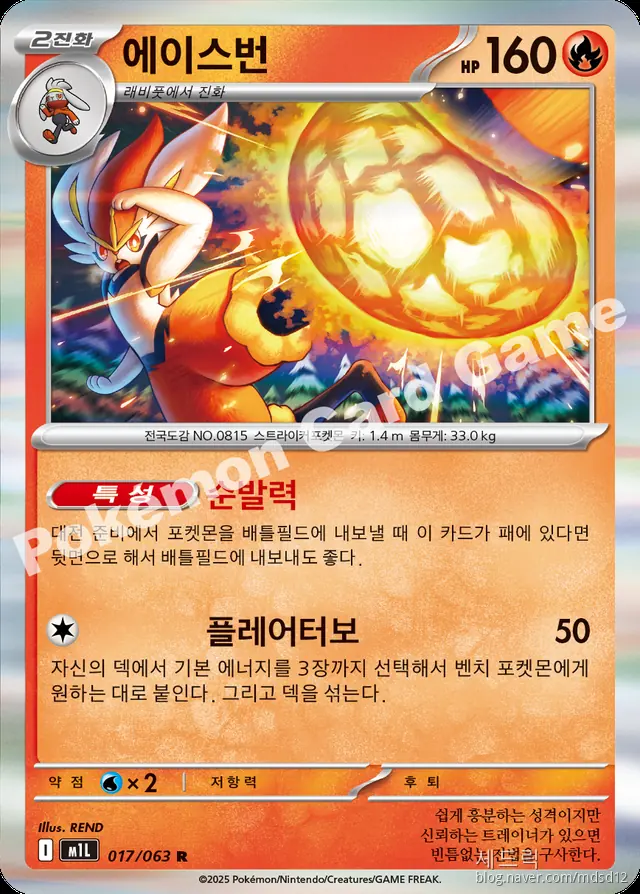 2진화
에이스번
HP 160
래비풋에서 진화
전국도감 NO.0815 스트라이커포켓몬 키: 1.4 m 몸무게: 33.0 kg
특성 순발력
대전 준비에서 포켓몬을 배틀필드에 내보낼 때 이 카드가 패에 있다면
뒷면으로 해서 배틀필드에 내보내도 좋다.
플레어터보 50
자신의 덱에서 기본 에너지를 3장까지 선택해서 벤치 포켓몬에게
원하는 대로 붙인다. 그리고 덱을 섞는다.
약점 ×2 저항력 후퇴
Illus. REND
I m1L 017/063 R
쉽게 흥분하는 성격이지만
신뢰하는 트레이너가 있으면
빈틈없는 전법을 구사한다.
©2025 Pokémon/Nintendo/Creatures/GAME FREAK.
Pokémon Card Game
체드럭
blog.naver.com/mdsd12